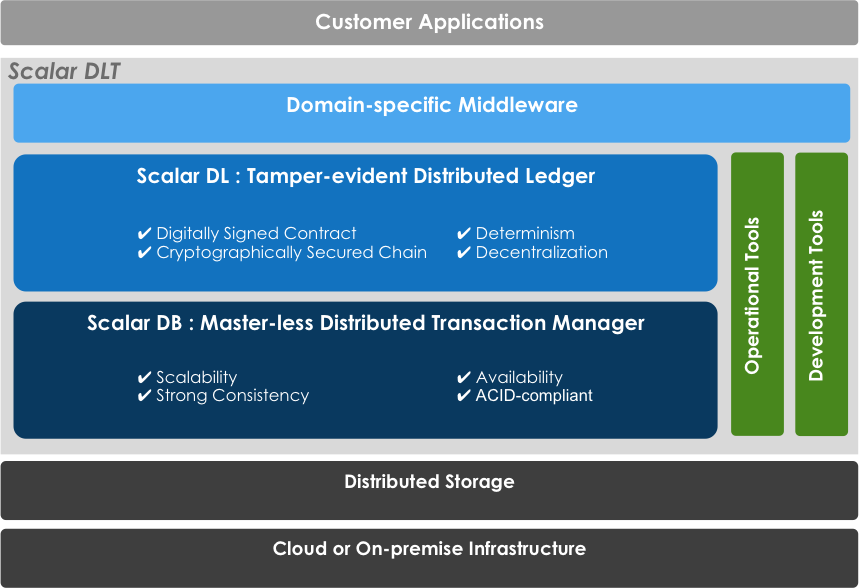 Customer Applications
Scalar DLT
Domain-specific Middleware
Scalar DL : Tamper-evident Distributed Ledger
✔ Digitally Signed Contract
✔ Cryptographically Secured Chain
✔ Determinism
✔ Decentralization
Scalar DB : Master-less Distributed Transaction Manager
✔ Scalability
✔ Strong Consistency
✔ Availability
✔ ACID-compliant
Operational Tools
Development Tools
Distributed Storage
Cloud or On-premise Infrastructure